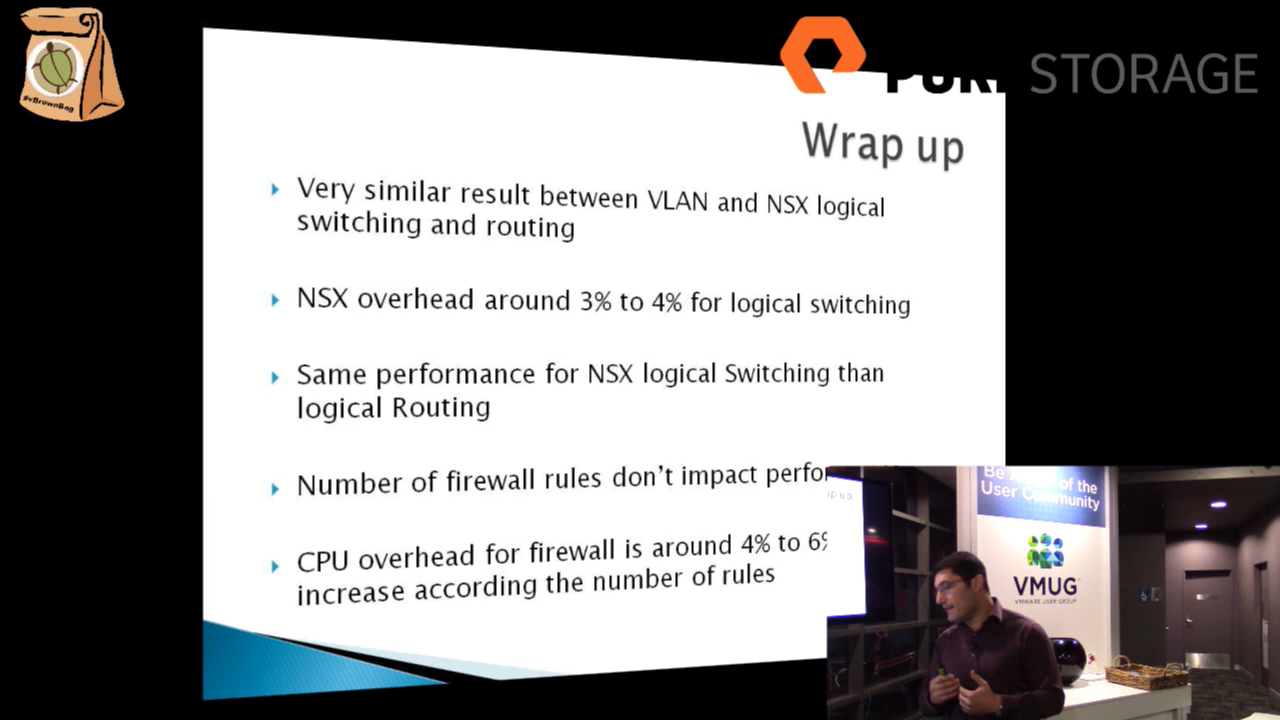 #vBrownBag
STORAGE
Wrap up
Very similar result between VLAN and NSX logical
switching and routing
NSX overhead around 3% to 4% for logical switching
Same performance for NSX logical Switching than
logical Routing
Number of firewall rules don't impact perfo
CPU overhead for firewall is around 4% to 6%
increase according the number of rules
up up
of the
User Community
VMUG
VMWARE USER GROUP